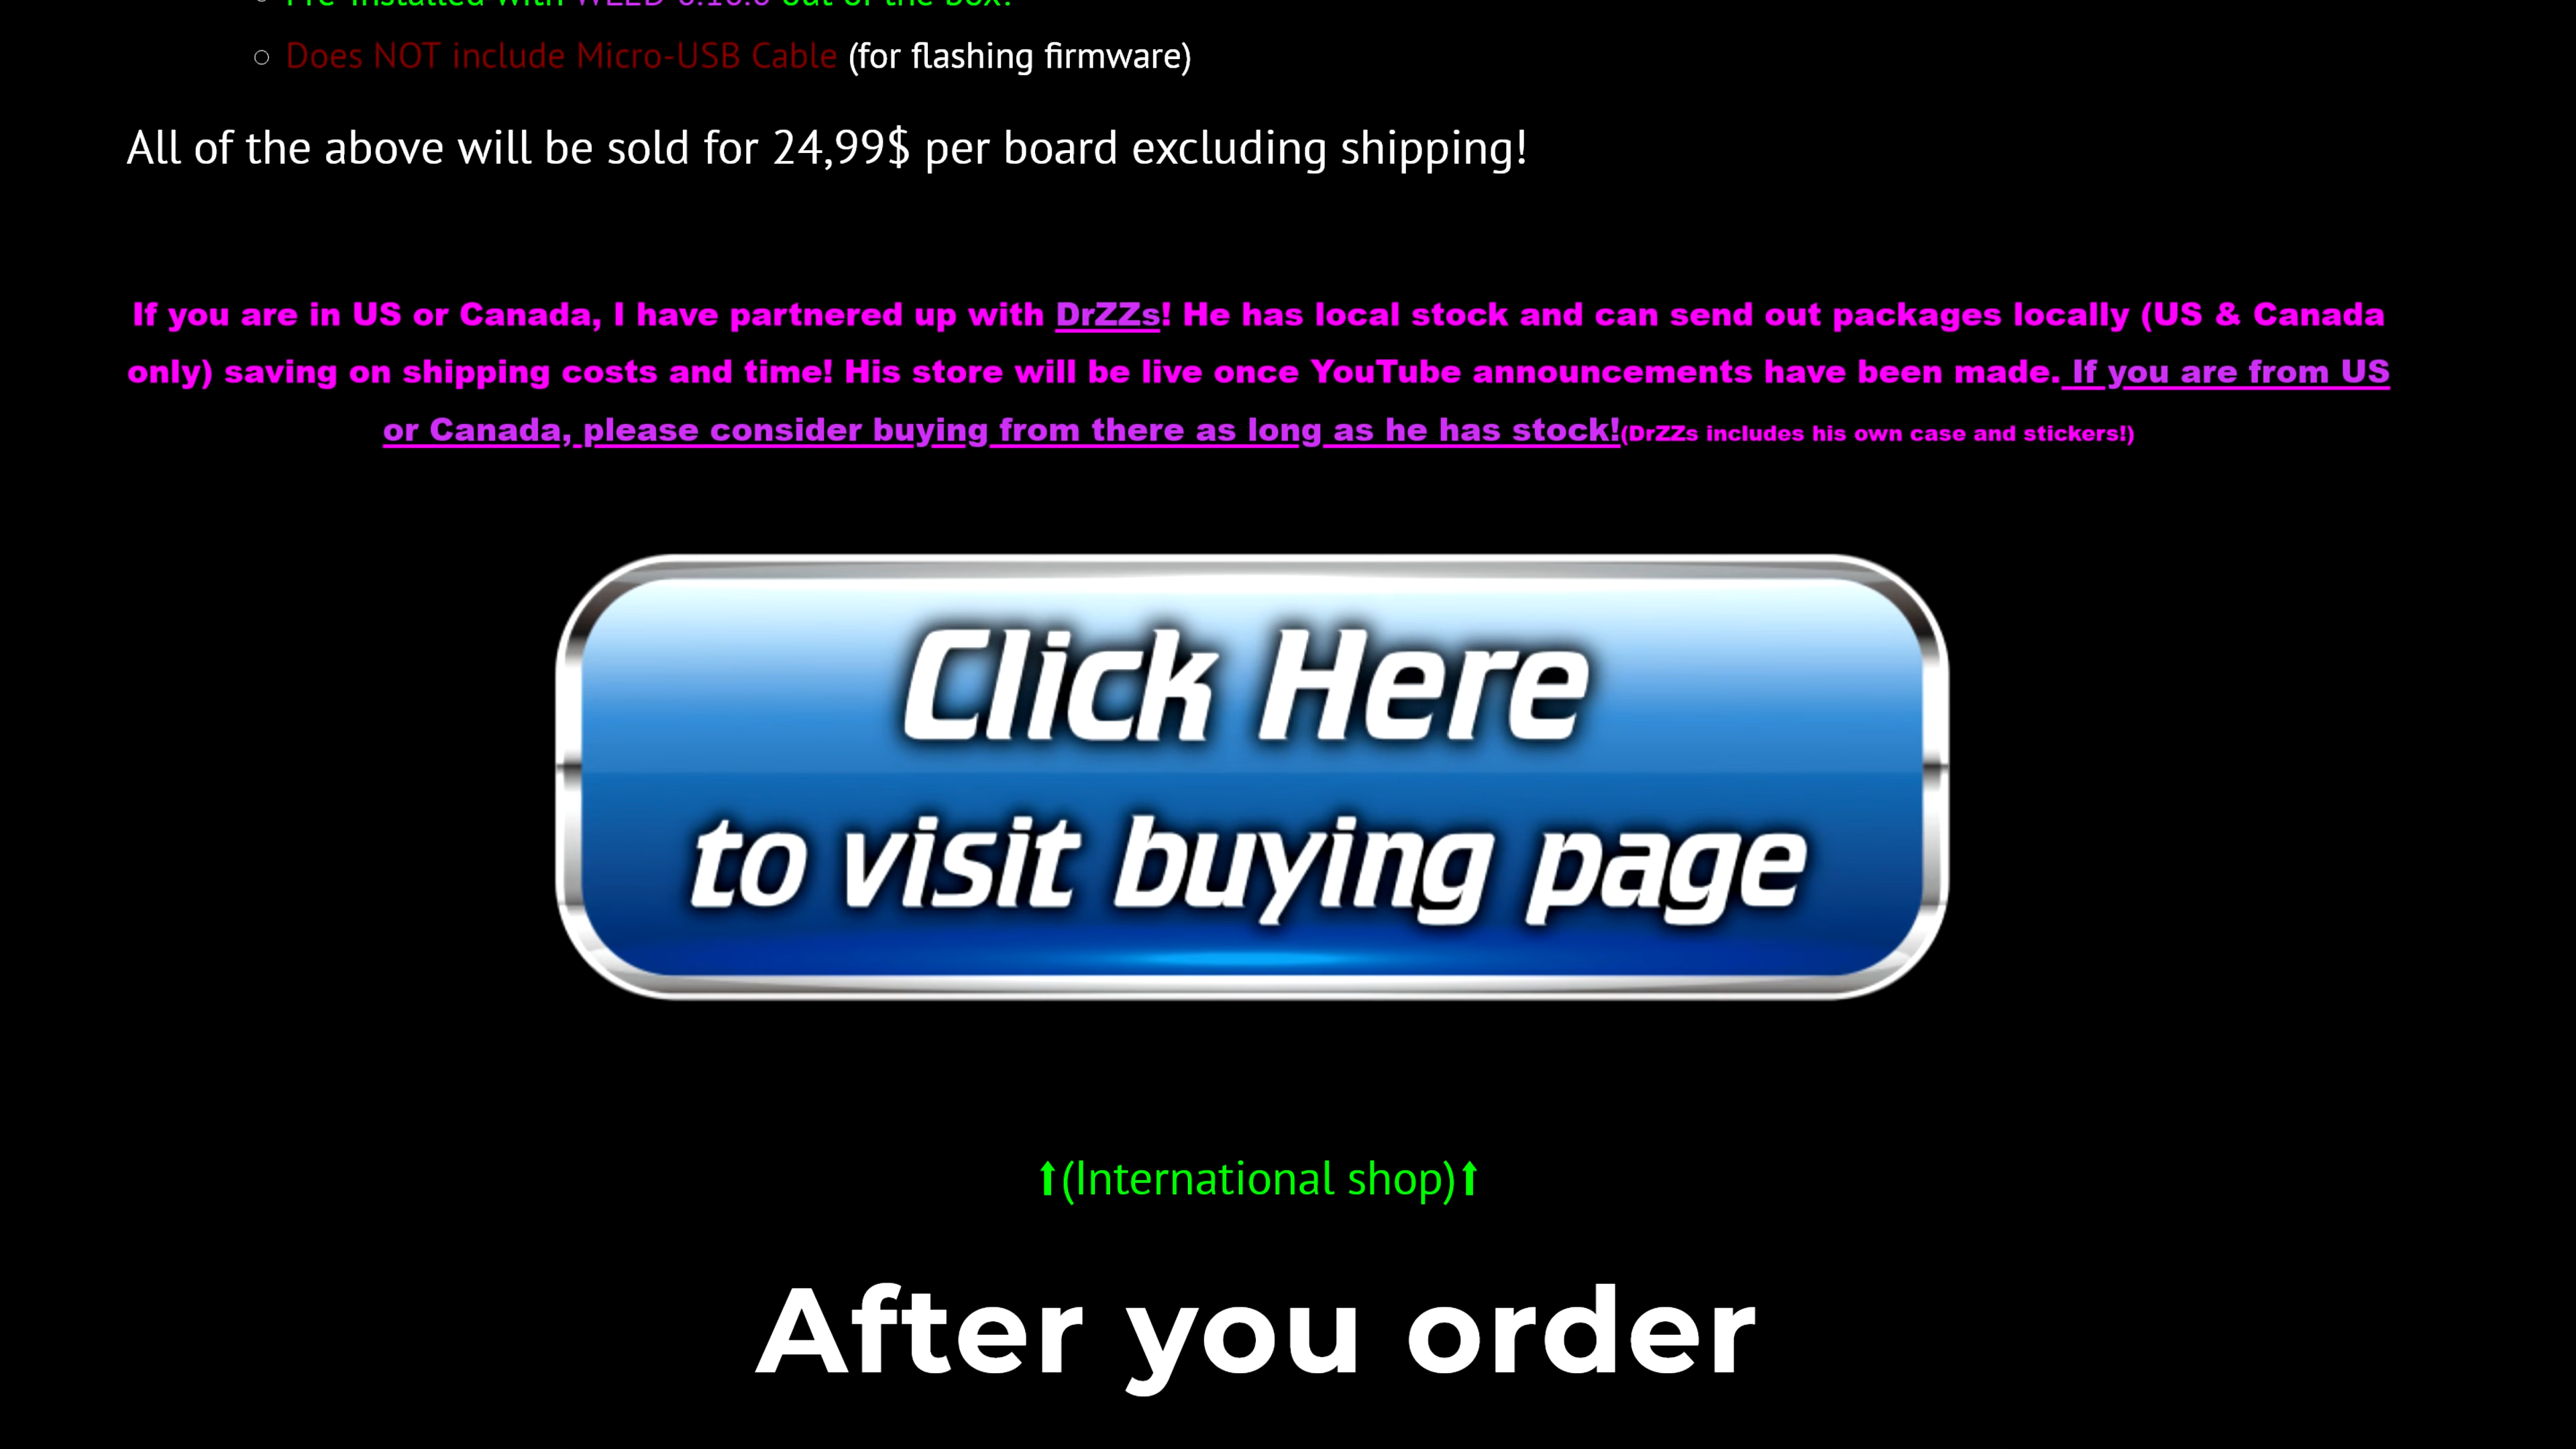 Does NOT include Micro-USB Cable (for flashing firmware)
All of the above will be sold for 24,99$ per board excluding shipping!
If you are in US or Canada, I have partnered up with DrZZs! He has local stock and can send out packages locally (US & Canada
only) saving on shipping costs and time! His store will be live once YouTube announcements have been made. If you are from US
or Canada, please consider buying from there as long as he has stock!(DrZZs includes his own case and stickers!)
Click Here
to visit buying page
⬆(International shop)⬆
After you order